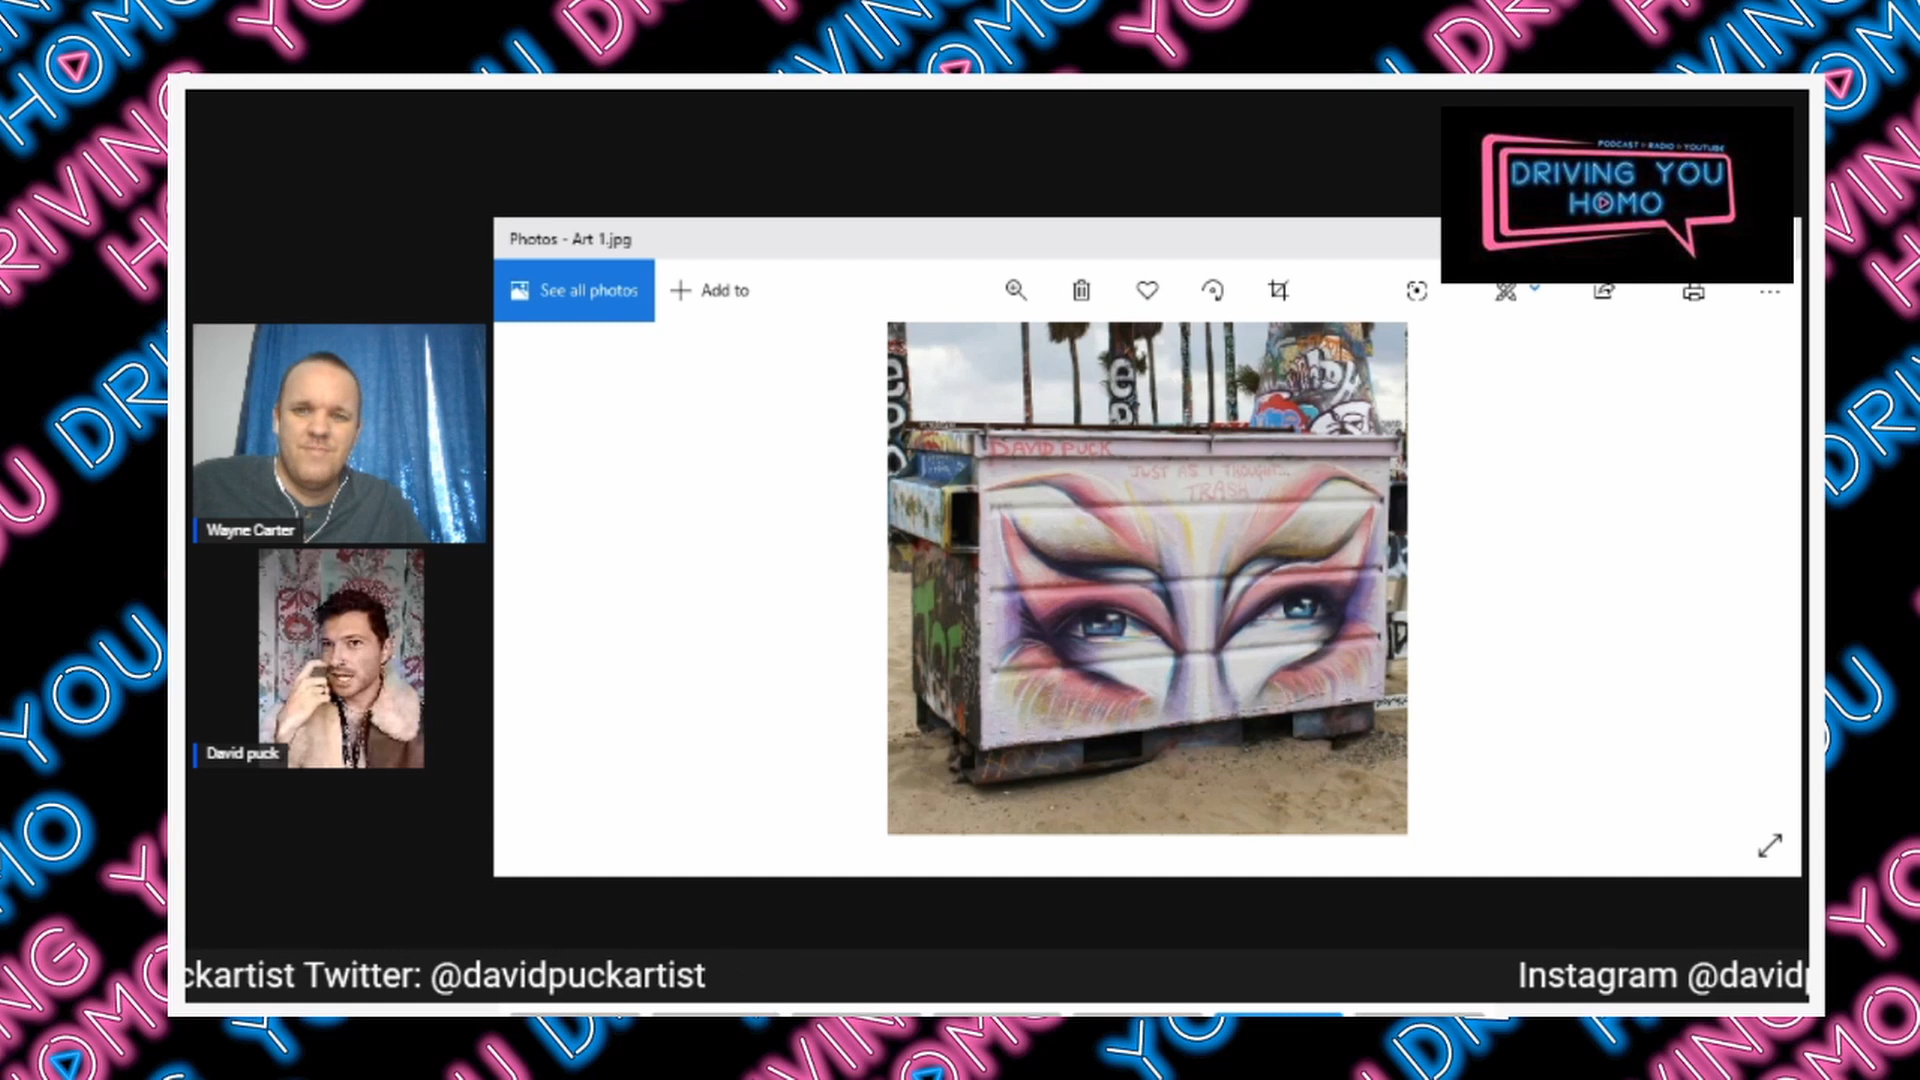 PODCAST RADIO YOUTUBE
DRIVING YOU
HOMO
Photos - Art 1.jpg
See all photos
Add to
DAVID PUCK
JUST AS I THOUGHT...
TRASH
Wayne Carter
David puck
ckartist Twitter: @davidpuckartist
Instagram @davidp